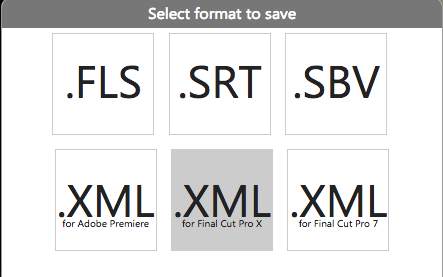 Select format to save
.FLS .SRT .SBV
.XML .XML .XML
for Adobe Premiere for Final Cut Pro X for Final Cut Pro 7